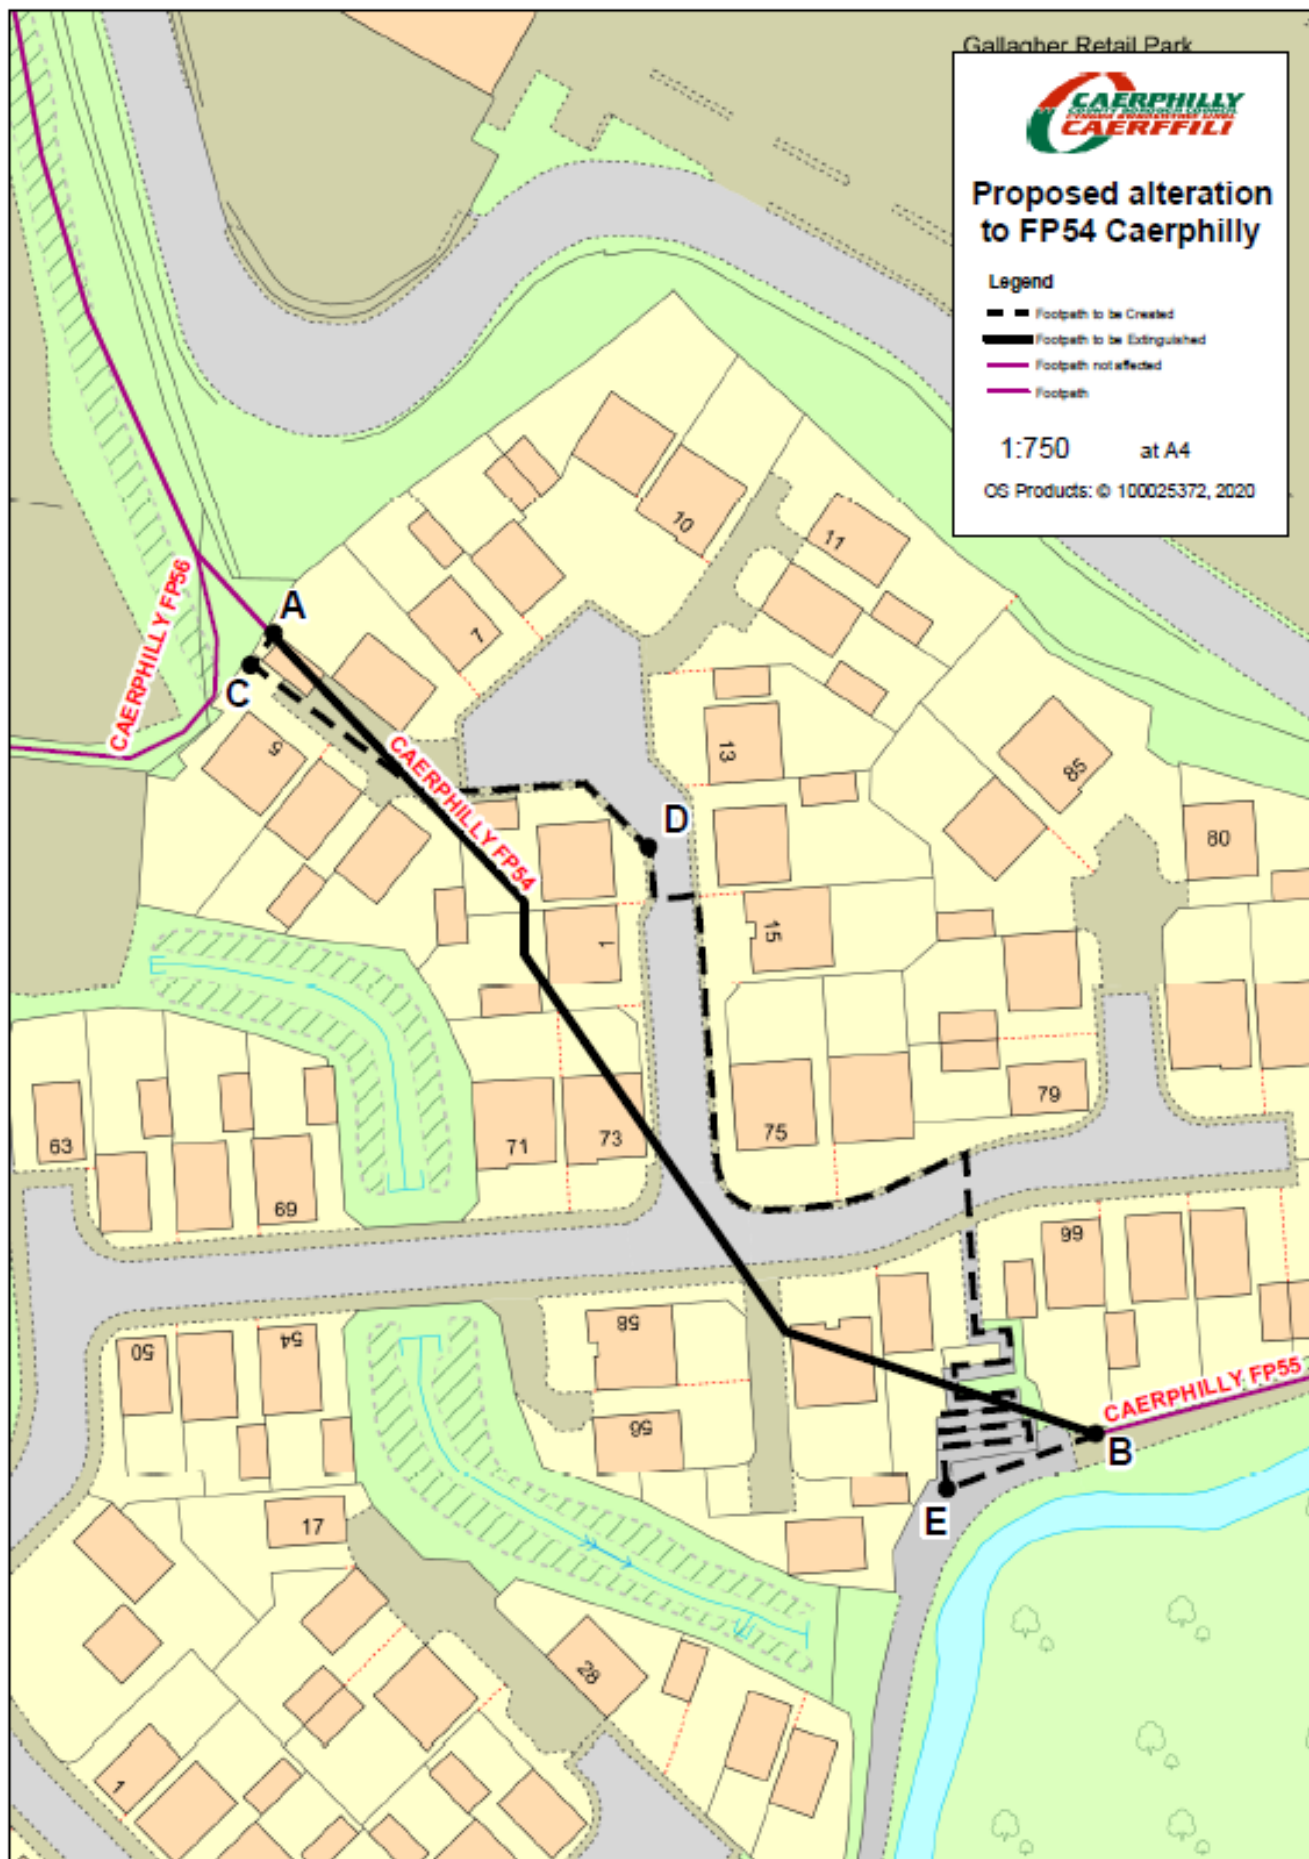 Gallagher Retail Park
CAERPHILLY
COUNTY BOROUGH COUNCIL
CAERFFILI
Proposed alteration
to FP54 Caerphilly
Legend
Footpath to be Created
Footpath to be Extinguished
Footpath not affected
Footpath
1:750 at A4
OS Products: © 100025372, 2020
10
11
CAERPHILLY FP56
A
7
C
5
CAERPHILLY FP54
13
85
D
80
1
15
63
69
71
73
75
79
50
54
58
99
56
CAERPHILLY FP55
B
E
17
28
1